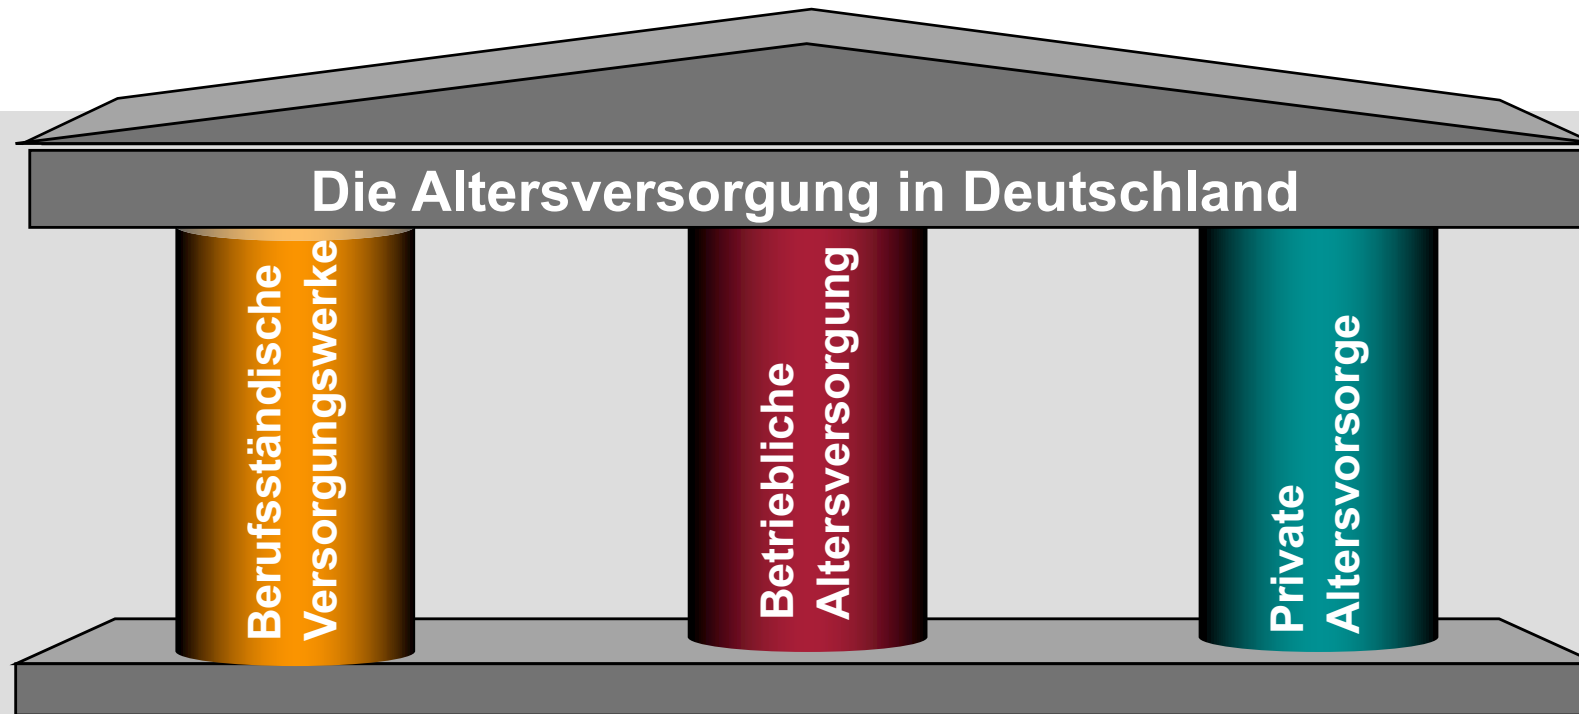 Die Altersversorgung in Deutschland
Berufsständische
Versorgungswerke
Betriebliche
Altersversorgung
Private
Altersvorsorge